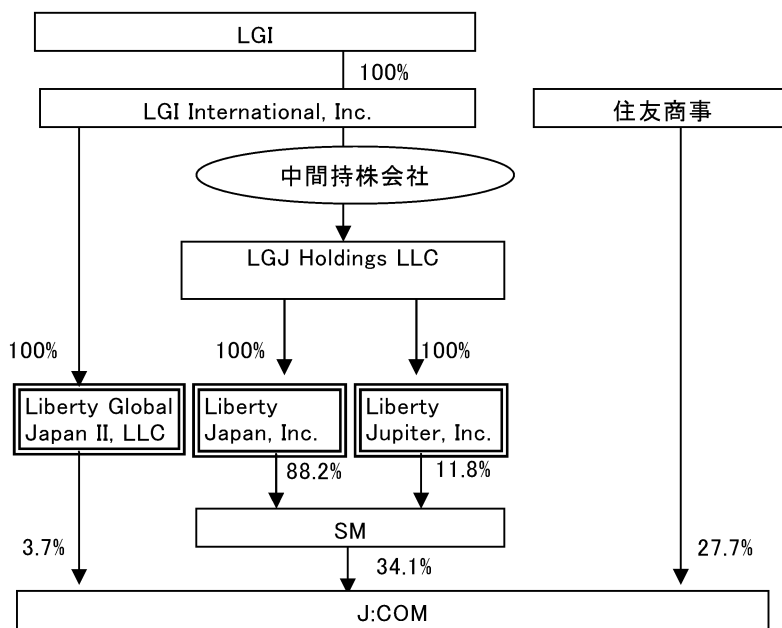 LGI
100%
LGI International, Inc.
住友商事
中間持株会社
LGJ Holdings LLC
100%
100%
100%
Liberty Global
Japan II, LLC
Liberty
Japan, Inc.
Liberty
Jupiter, Inc.
88.2%
11.8%
SM
3.7%
34.1%
27.7%
J:COM